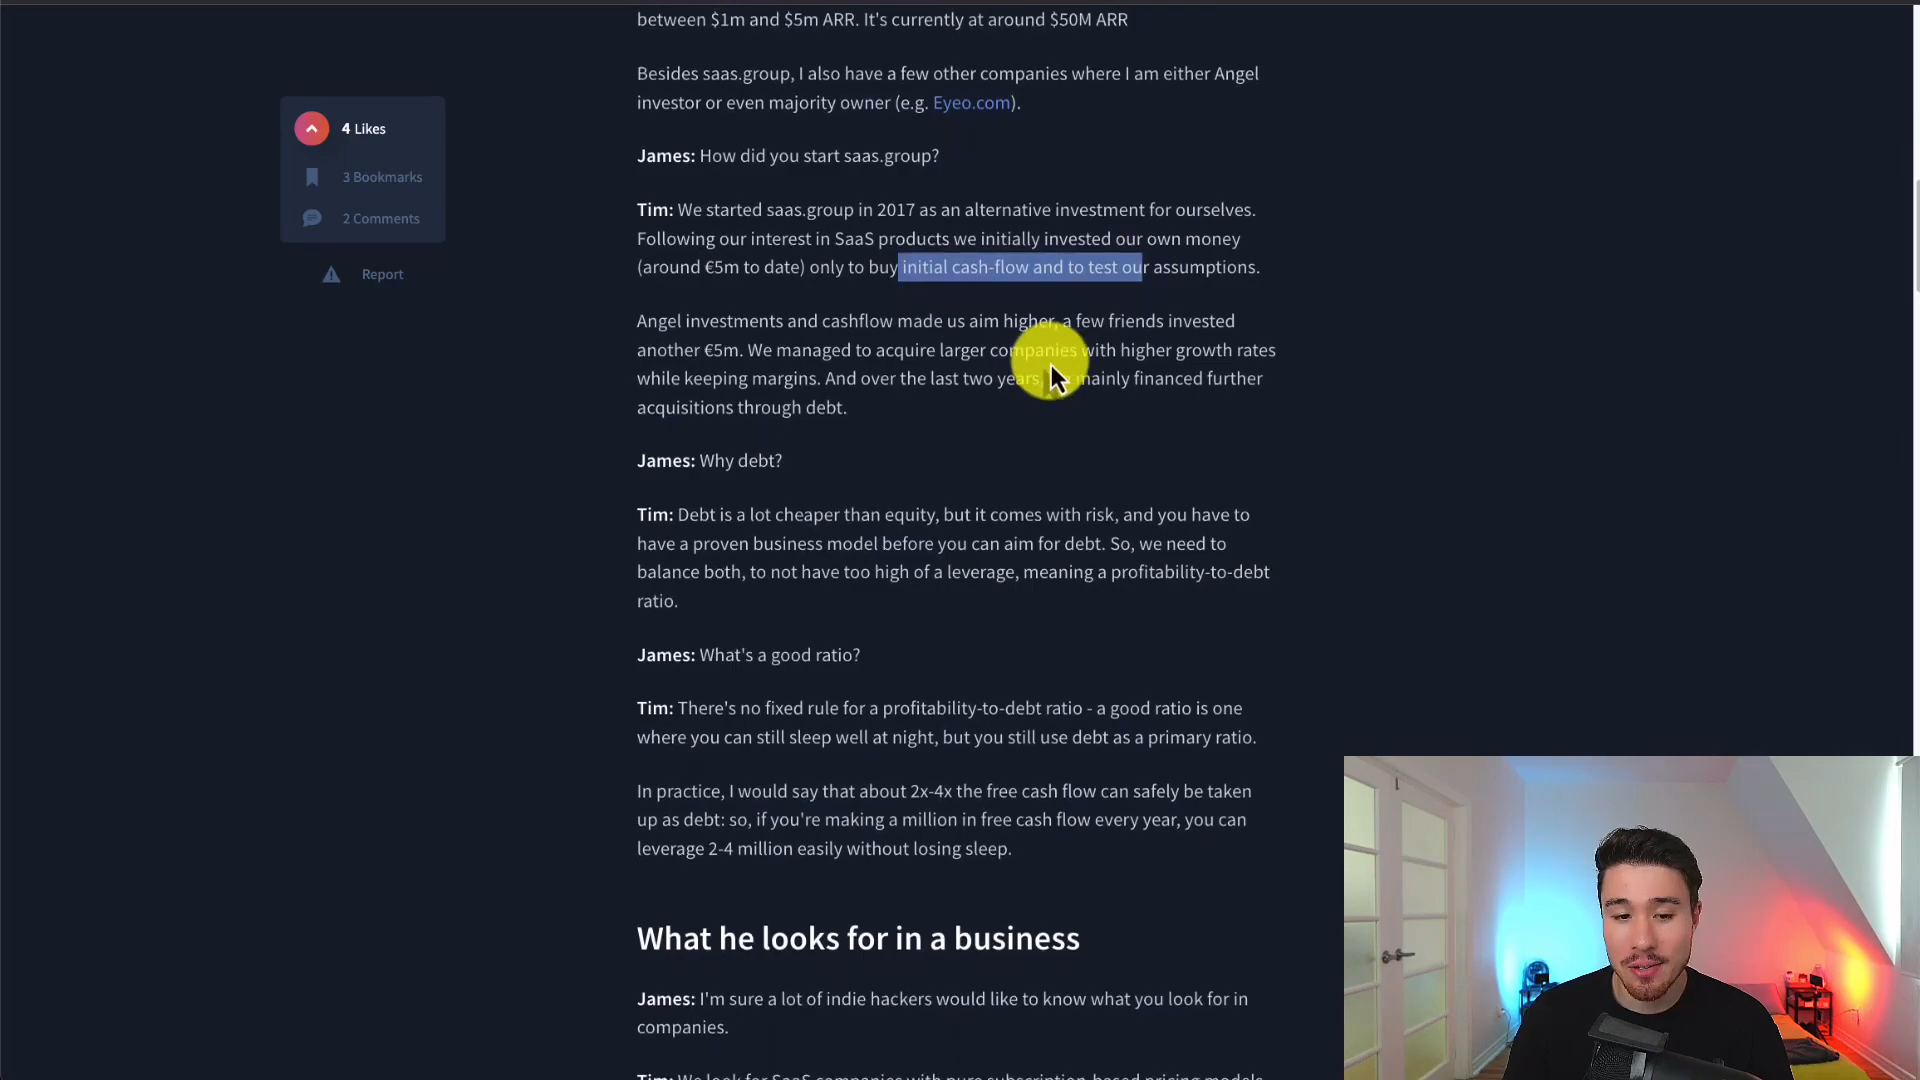 between $1m and $5m ARR. It's currently at around $50M ARR
Besides saas.group, I also have a few other companies where I am either Angel
investor or even majority owner (e.g. Eyeo.com).
4 Likes
3 Bookmarks
2 Comments
Report
James: How did you start saas.group?
Tim: We started saas.group in 2017 as an alternative investment for ourselves.
Following our interest in SaaS products we initially invested our own money
(around €5m to date) only to buy initial cash-flow and to test our assumptions.
Angel investments and cashflow made us aim higher, a few friends invested
another €5m. We managed to acquire larger companies with higher growth rates
while keeping margins. And over the last two years, mainly financed further
acquisitions through debt.
James: Why debt?
Tim: Debt is a lot cheaper than equity, but it comes with risk, and you have to
have a proven business model before you can aim for debt. So, we need to
balance both, to not have too high of a leverage, meaning a profitability-to-debt
ratio.
James: What's a good ratio?
Tim: There's no fixed rule for a profitability-to-debt ratio - a good ratio is one
where you can still sleep well at night, but you still use debt as a primary ratio.
In practice, I would say that about 2x-4x the free cash flow can safely be taken
up as debt: so, if you're making a million in free cash flow every year, you can
leverage 2-4 million easily without losing sleep.
What he looks for in a business
James: I'm sure a lot of indie hackers would like to know what you look for in
companies.
Tim: We look for SaaS companies with pure subscription-based pricing models